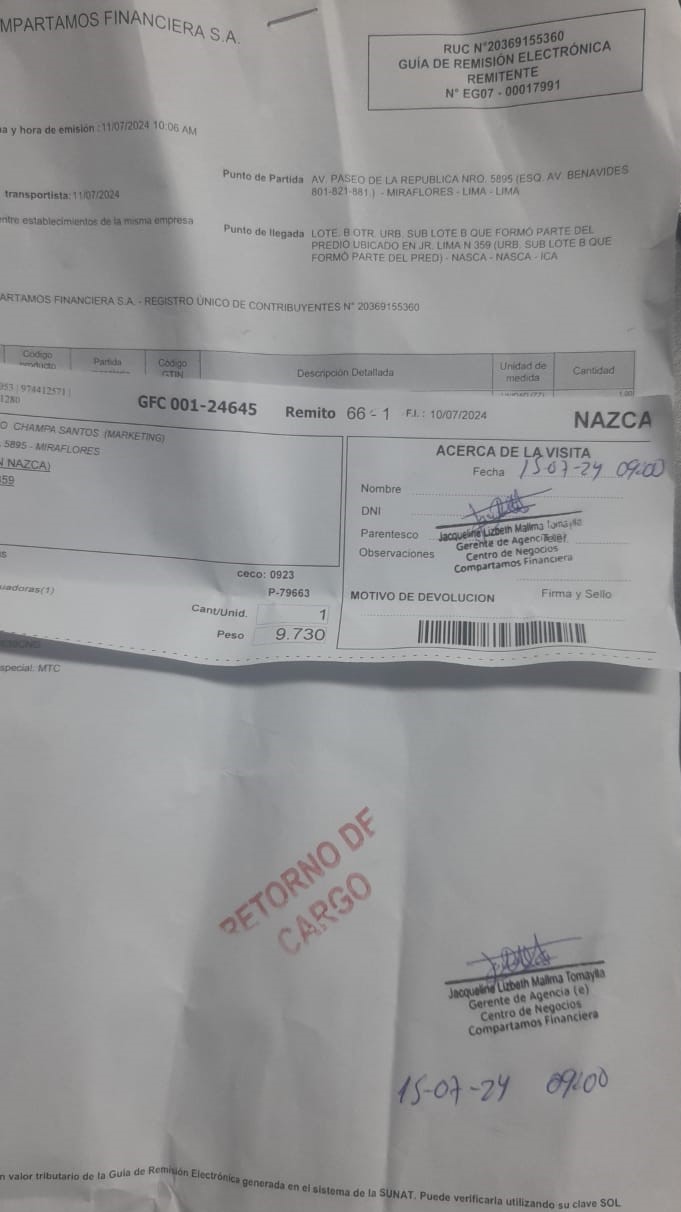 MPARTAMOS FINANCIERA S.A.
RUC N°20369155360
GUÍA DE REMISIÓN ELECTRÓNICA
REMITENTE
N° EG07 - 00017991
a y hora de emisión :11/07/2024 10:06 AM
Punto de Partida AV. PASEO DE LA REPUBLICA NRO. 5895 (ESQ. AV. BENAVIDES
801-821-881.) - MIRAFLORES - LIMA - LIMA
transportista: 11/07/2024
entre establecimientos de la misma empresa
Punto de llegada LOTE. B OTR. URB. SUB LOTE B QUE FORMÓ PARTE DEL
PREDIO UBICADO EN JR. LIMA N 359 (URB. SUB LOTE B QUE
FORMÓ PARTE DEL PRED) - NASCA - NASCA - ICA
ARTAMOS FINANCIERA S.A. - REGISTRO ÚNICO DE CONTRIBUYENTES N° 20369155360
Código producto Partida Código GTIN Descripción Detallada Unidad de medida Cantidad
1.00
353 | 974412571 |
1280
GFC 001-24645 Remito 66 - 1 F.I. : 10/07/2024 NAZCA
O CHAMPA SANTOS (MARKETING)
5895 - MIRAFLORES
N NAZCA)
359
ACERCA DE LA VISITA
Fecha 15-07-24 09:00
Nombre
DNI
Parentesco
Observaciones
Jacqueline Lizbeth Mallma Tomaylla
Gerente de Agencia
Telef
Centro de Negocios
Compartamos Financiera
ceco: 0923
P-79663
uadoras(1)
Cant/Unid. 1
Peso 9.730
MOTIVO DE DEVOLUCION Firma y Sello
special: MTC
RETORNO DE
CARGO
Jacqueline Lizbeth Mallma Tomaylla
Gerente de Agencia (e)
Centro de Negocios
Compartamos Financiera
15-07-24 09:00
n valor tributario de la Guía de Remisión Electrónica generada en el sistema de la SUNAT. Puede verificarla utilizando su clave SOL